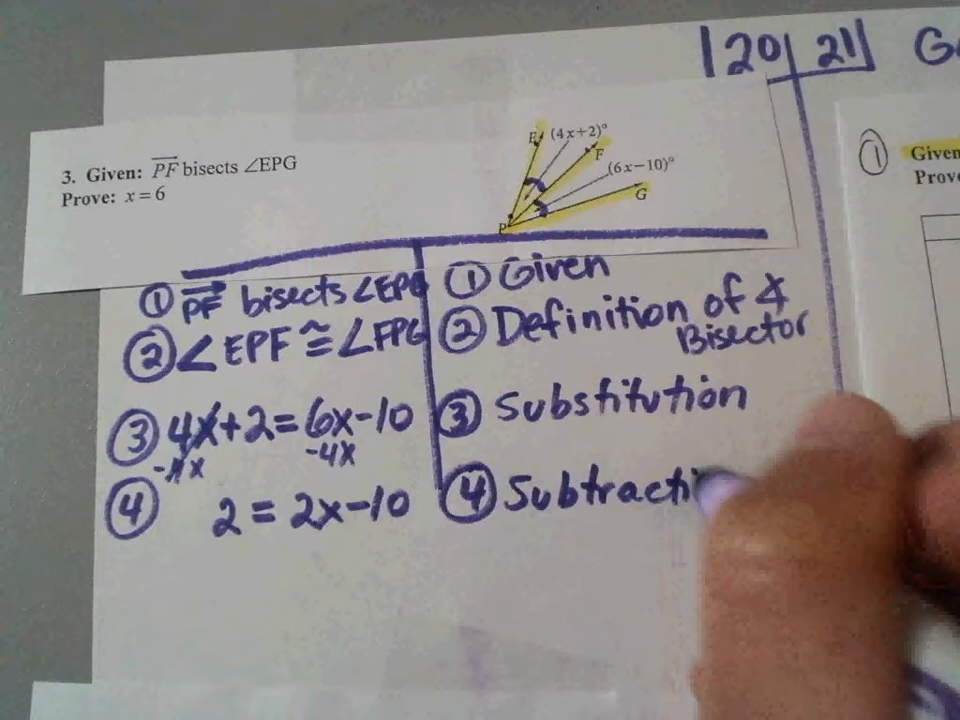 |20| 21|
3. Given: PF bisects ∠EPG
Prove: x = 6
E (4x+2)°
F
(6x−10)°
G
P
① PF bisects ∠EPG ① Given
② ∠EPF ≅ ∠FPG ② Definition of ∡
Bisector
③ 4x+2 = 6x−10 ③ Substitution
-4x -4x
④ 2 = 2x−10 ④ Subtracti
①
Given
Prove